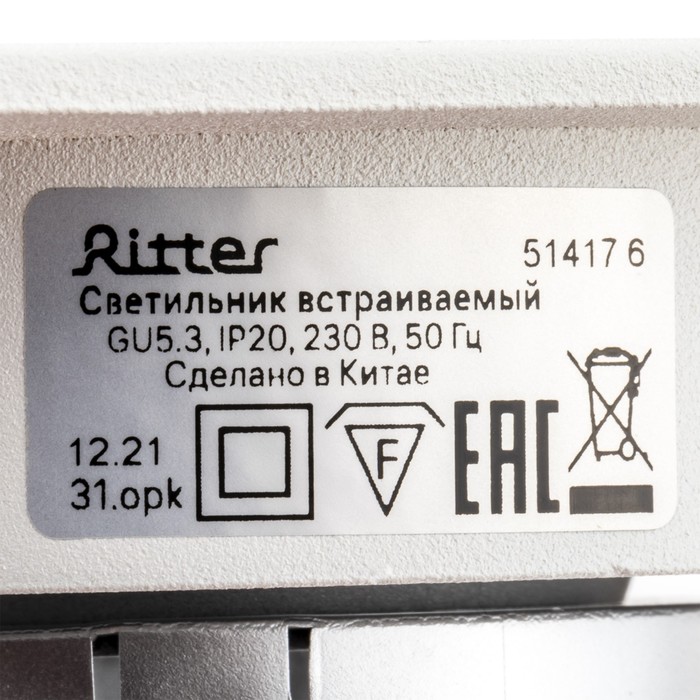 Ritter 51417 6
Светильник встраиваемый
GU5.3, IP20, 230 В, 50 Гц
Сделано в Китае
12.21
31.opk
F
EAC